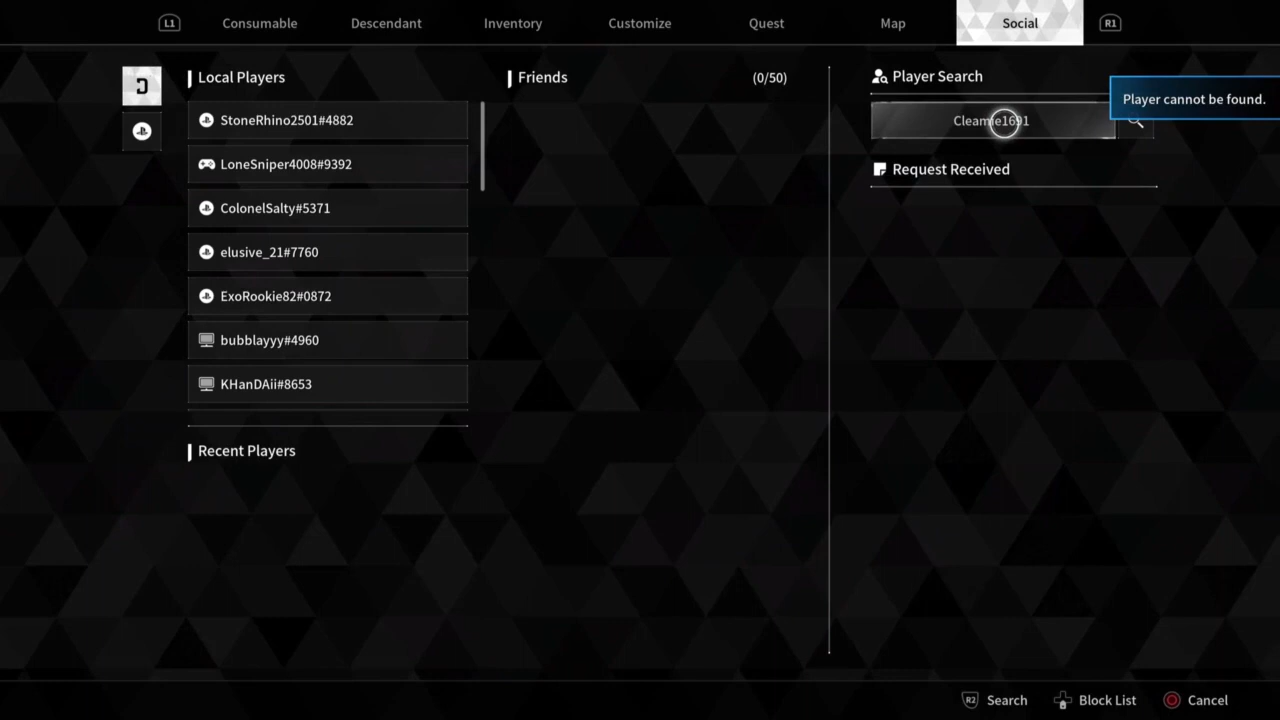 L1
Consumable
Descendant
Inventory
Customize
Quest
Map
Social
R1
Local Players
StoneRhino2501#4882
LoneSniper4008#9392
ColonelSalty#5371
elusive_21#7760
ExoRookie82#0872
bubblayyy#4960
KHanDAii#8653
Recent Players
Friends
(0/50)
Player Search
Player cannot be found.
Cleamie1691
Request Received
R2 Search
Block List
Cancel